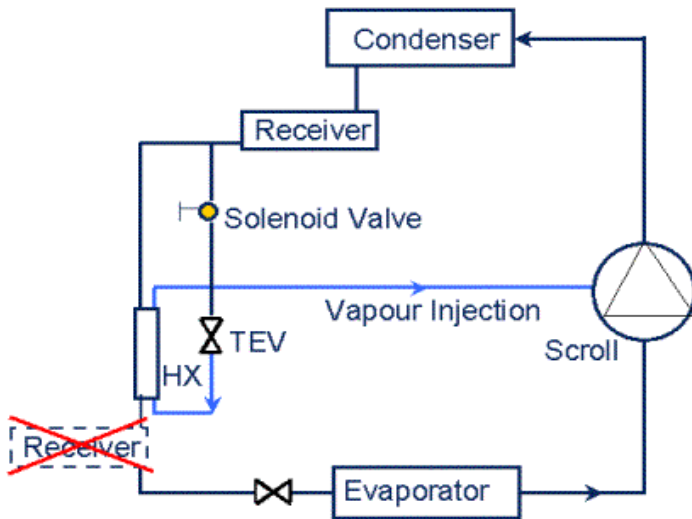 Condenser
Receiver
Solenoid Valve
Vapour Injection
TEV
Scroll
HX
Receiver
Evaporator